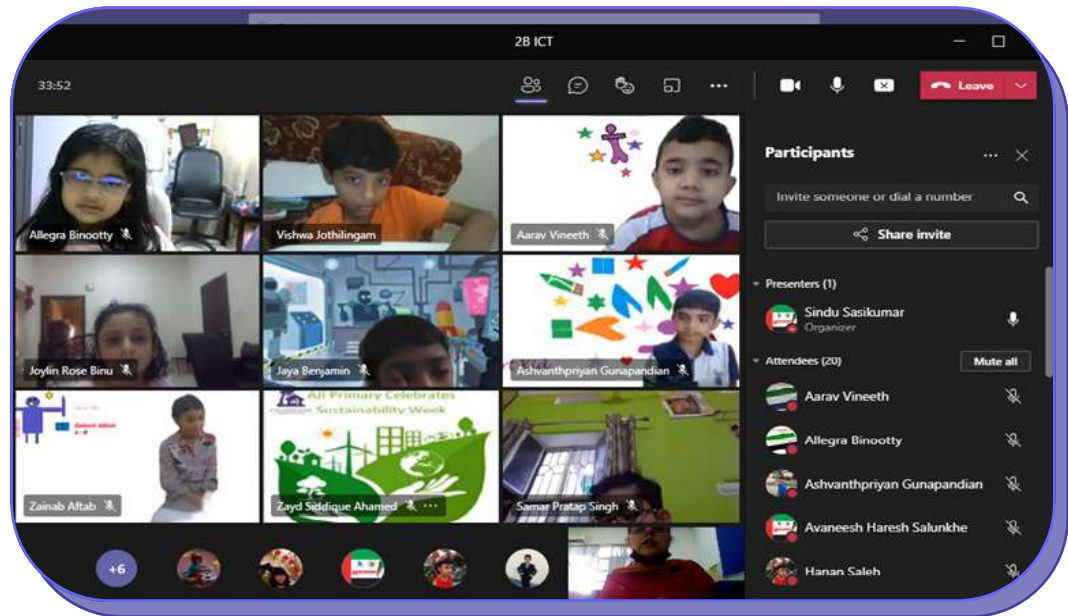 2B ICT
33:52
Leave
Allegra Binootty
Vishwa Jothilingam
Aarav Vineeth
Joylin Rose Binu
Jaya Benjamin
Ashvanthpriyan Gunapandian
Zainab Aftab
AJI Primary Celebrates
Sustainability Week
Zayd Siddique Ahamed
Samar Pratap Singh
+6
Participants
Invite someone or dial a number
Share invite
Presenters (1)
Sindu Sasikumar
Organizer
Attendees (20)
Mute all
Aarav Vineeth
Allegra Binootty
Ashvanthpriyan Gunapandian
Avaneesh Haresh Salunkhe
Hanan Saleh